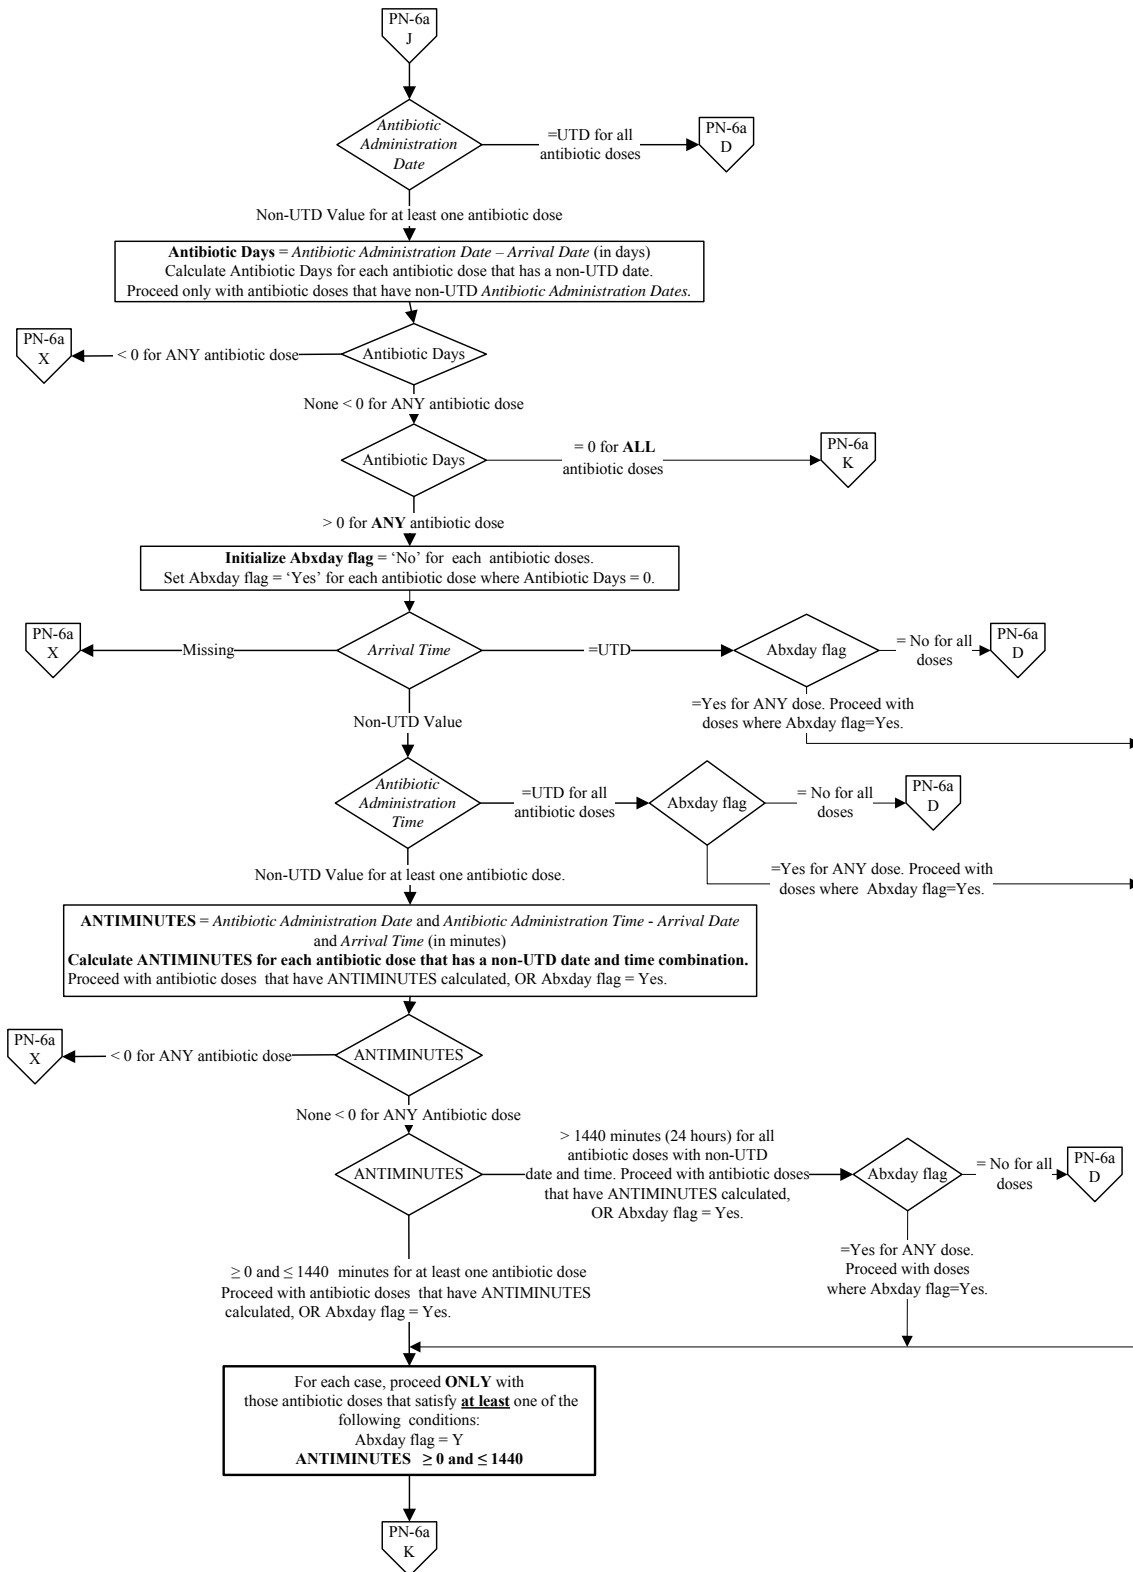 PN-6a
J
Antibiotic
Administration
Date
=UTD for all
antibiotic doses
PN-6a
D
Non-UTD Value for at least one antibiotic dose
Antibiotic Days = Antibiotic Administration Date – Arrival Date (in days)
Calculate Antibiotic Days for each antibiotic dose that has a non-UTD date.
Proceed only with antibiotic doses that have non-UTD Antibiotic Administration Dates.
PN-6a
X
< 0 for ANY antibiotic dose
Antibiotic Days
None < 0 for ANY antibiotic dose
Antibiotic Days
= 0 for ALL
antibiotic doses
PN-6a
K
> 0 for ANY antibiotic dose
Initialize Abxday flag = ‘No’ for each antibiotic doses.
Set Abxday flag = ‘Yes’ for each antibiotic dose where Antibiotic Days = 0.
PN-6a
X
Missing
Arrival Time
=UTD
Abxday flag
= No for all
doses
PN-6a
D
=Yes for ANY dose. Proceed with
doses where Abxday flag=Yes.
Non-UTD Value
Antibiotic
Administration
Time
=UTD for all
antibiotic doses
Abxday flag
= No for all
doses
PN-6a
D
=Yes for ANY dose. Proceed with
doses where Abxday flag=Yes.
Non-UTD Value for at least one antibiotic dose.
ANTIMINUTES = Antibiotic Administration Date and Antibiotic Administration Time - Arrival Date
and Arrival Time (in minutes)
Calculate ANTIMINUTES for each antibiotic dose that has a non-UTD date and time combination.
Proceed with antibiotic doses that have ANTIMINUTES calculated, OR Abxday flag = Yes.
PN-6a
X
< 0 for ANY antibiotic dose
ANTIMINUTES
None < 0 for ANY Antibiotic dose
ANTIMINUTES
> 1440 minutes (24 hours) for all
antibiotic doses with non-UTD
date and time. Proceed with antibiotic doses
that have ANTIMINUTES calculated,
OR Abxday flag = Yes.
Abxday flag
= No for all
doses
PN-6a
D
=Yes for ANY dose.
Proceed with doses
where Abxday flag=Yes.
≥ 0 and ≤ 1440 minutes for at least one antibiotic dose
Proceed with antibiotic doses that have ANTIMINUTES
calculated, OR Abxday flag = Yes.
For each case, proceed ONLY with
those antibiotic doses that satisfy at least one of the
following conditions:
Abxday flag = Y
ANTIMINUTES ≥ 0 and ≤ 1440
PN-6a
K